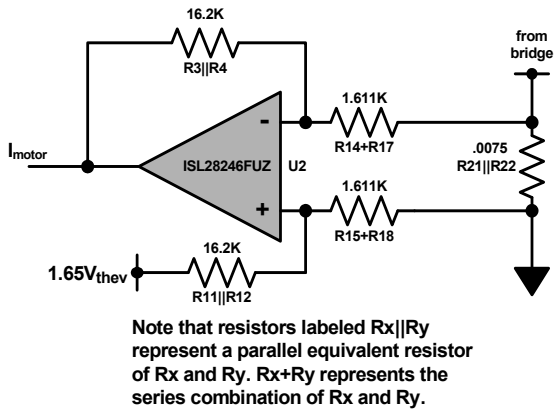 16.2K
R3||R4
from
bridge
1.611K
R14+R17
-
I_motor
ISL28246FUZ
U2
.0075
R21||R22
+
1.611K
R15+R18
16.2K
1.65V_thev
R11||R12
Note that resistors labeled Rx||Ry
represent a parallel equivalent resistor
of Rx and Ry. Rx+Ry represents the
series combination of Rx and Ry.